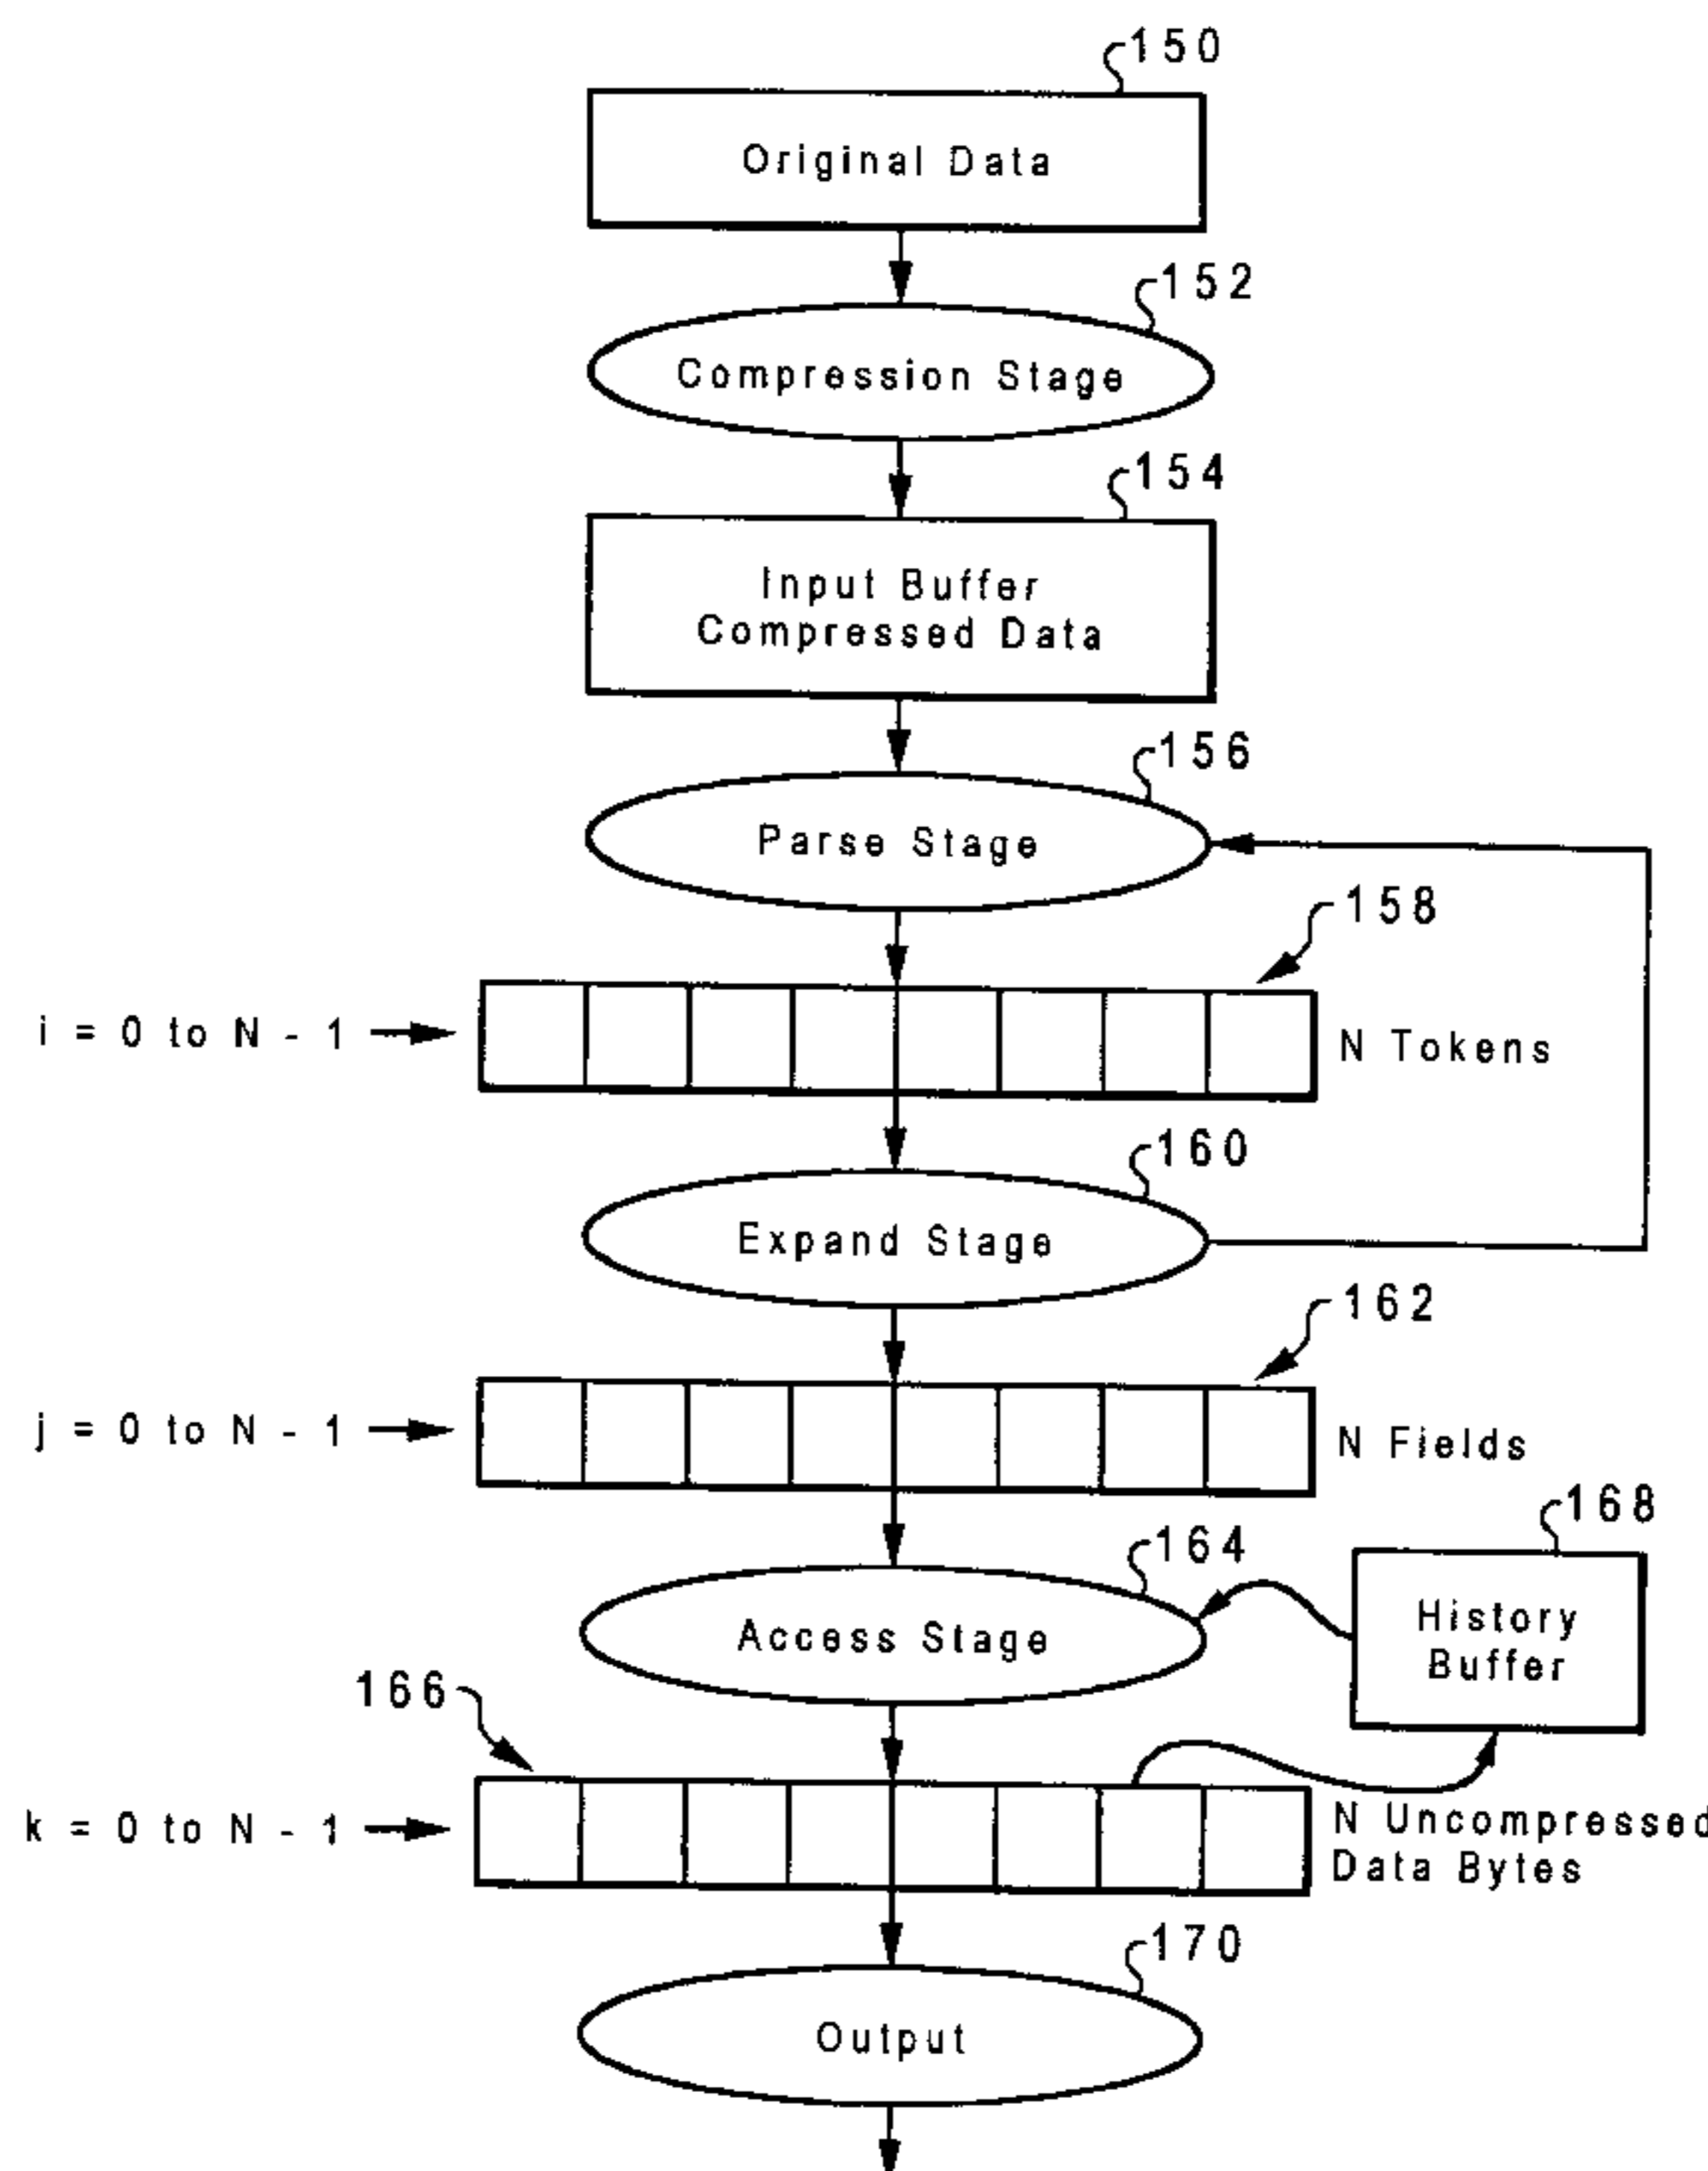 150
Original Data
152
Compression Stage
154
Input Buffer
Compressed Data
156
Parse Stage
158
i = 0 to N - 1
N Tokens
160
Expand Stage
162
j = 0 to N - 1
N Fields
168
164
History
Buffer
Access Stage
166
k = 0 to N - 1
N Uncompressed
Data Bytes
170
Output